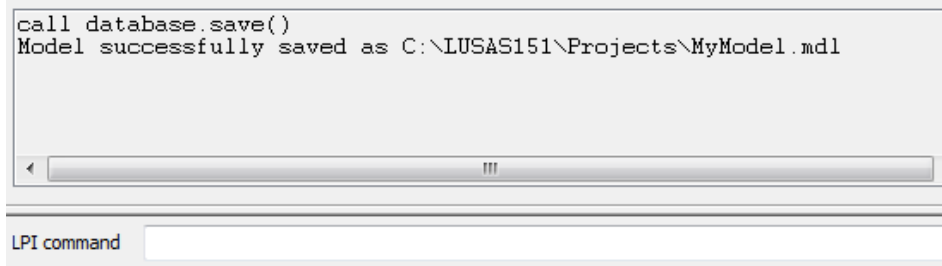 call database.save()
Model successfully saved as C:\LUSAS151\Projects\MyModel.mdl
LPI command